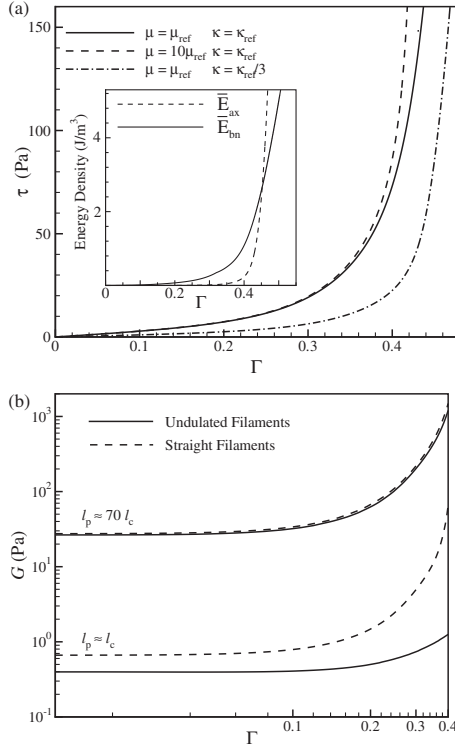 (a)
μ = μref κ = κref
μ = 10μref κ = κref
μ = μref κ = κref/3
150
100
50
0
τ (Pa)
Energy Density (J/m³)
4
2
Ēax
Ēbn
0 0.2 0.4
Γ
0 0.1 0.2 0.3 0.4
Γ
(b)
10³
10²
10¹
10⁰
10⁻¹
G (Pa)
Undulated Filaments
Straight Filaments
lp ≈ 70 lc
lp ≈ lc
0.1 0.2 0.3 0.4
Γ